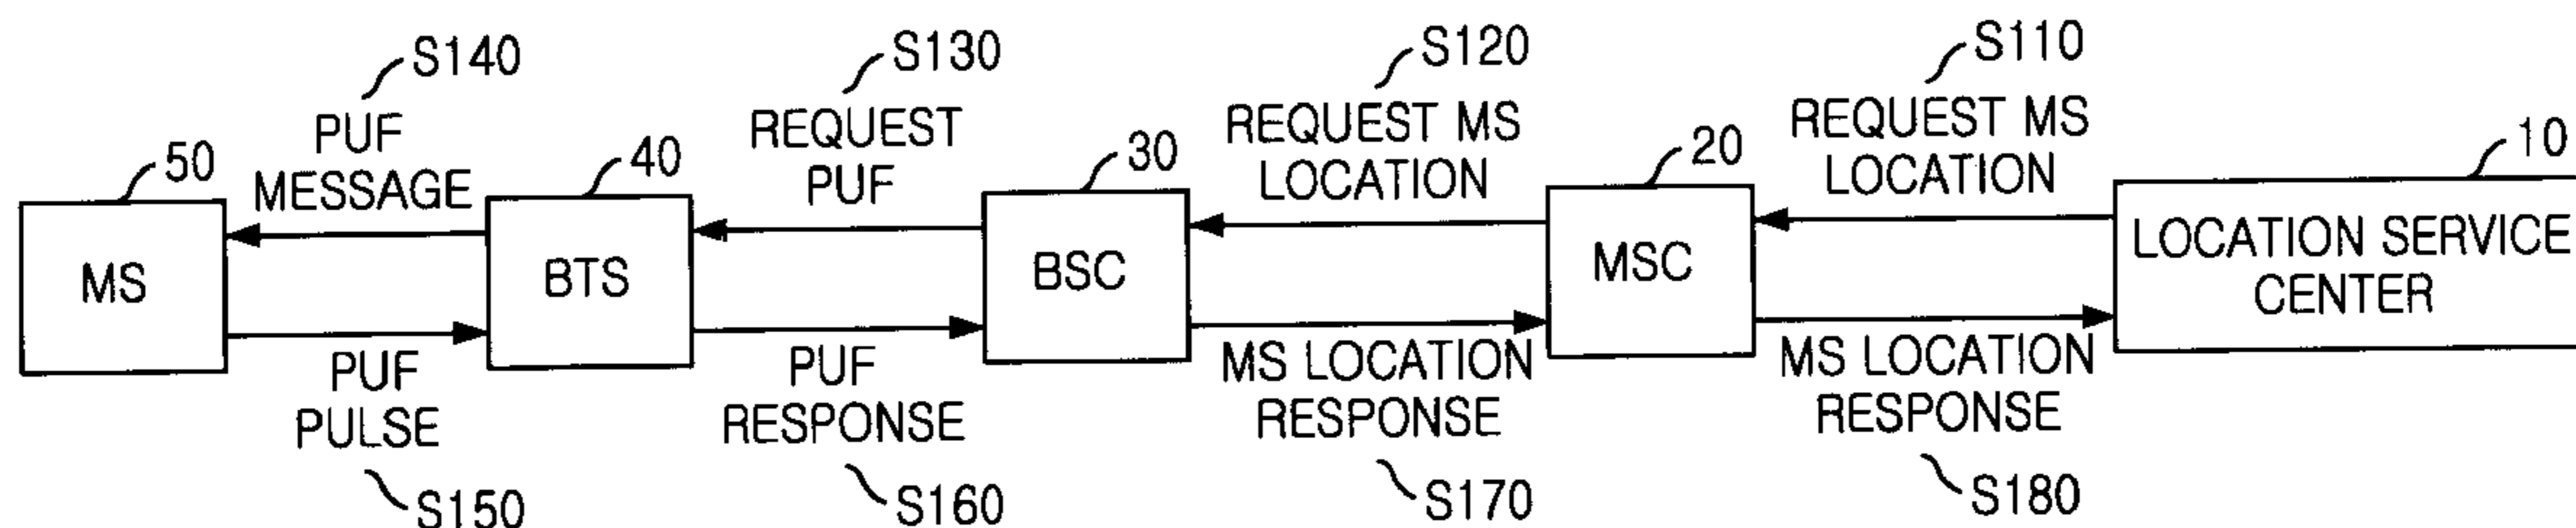 S140
S130
S120
S110
PUF
MESSAGE
REQUEST
PUF
REQUEST MS
LOCATION
REQUEST MS
LOCATION
50
40
30
20
10
MS
BTS
BSC
MSC
LOCATION SERVICE
CENTER
PUF
PULSE
PUF
RESPONSE
MS LOCATION
RESPONSE
MS LOCATION
RESPONSE
S150
S160
S170
S180